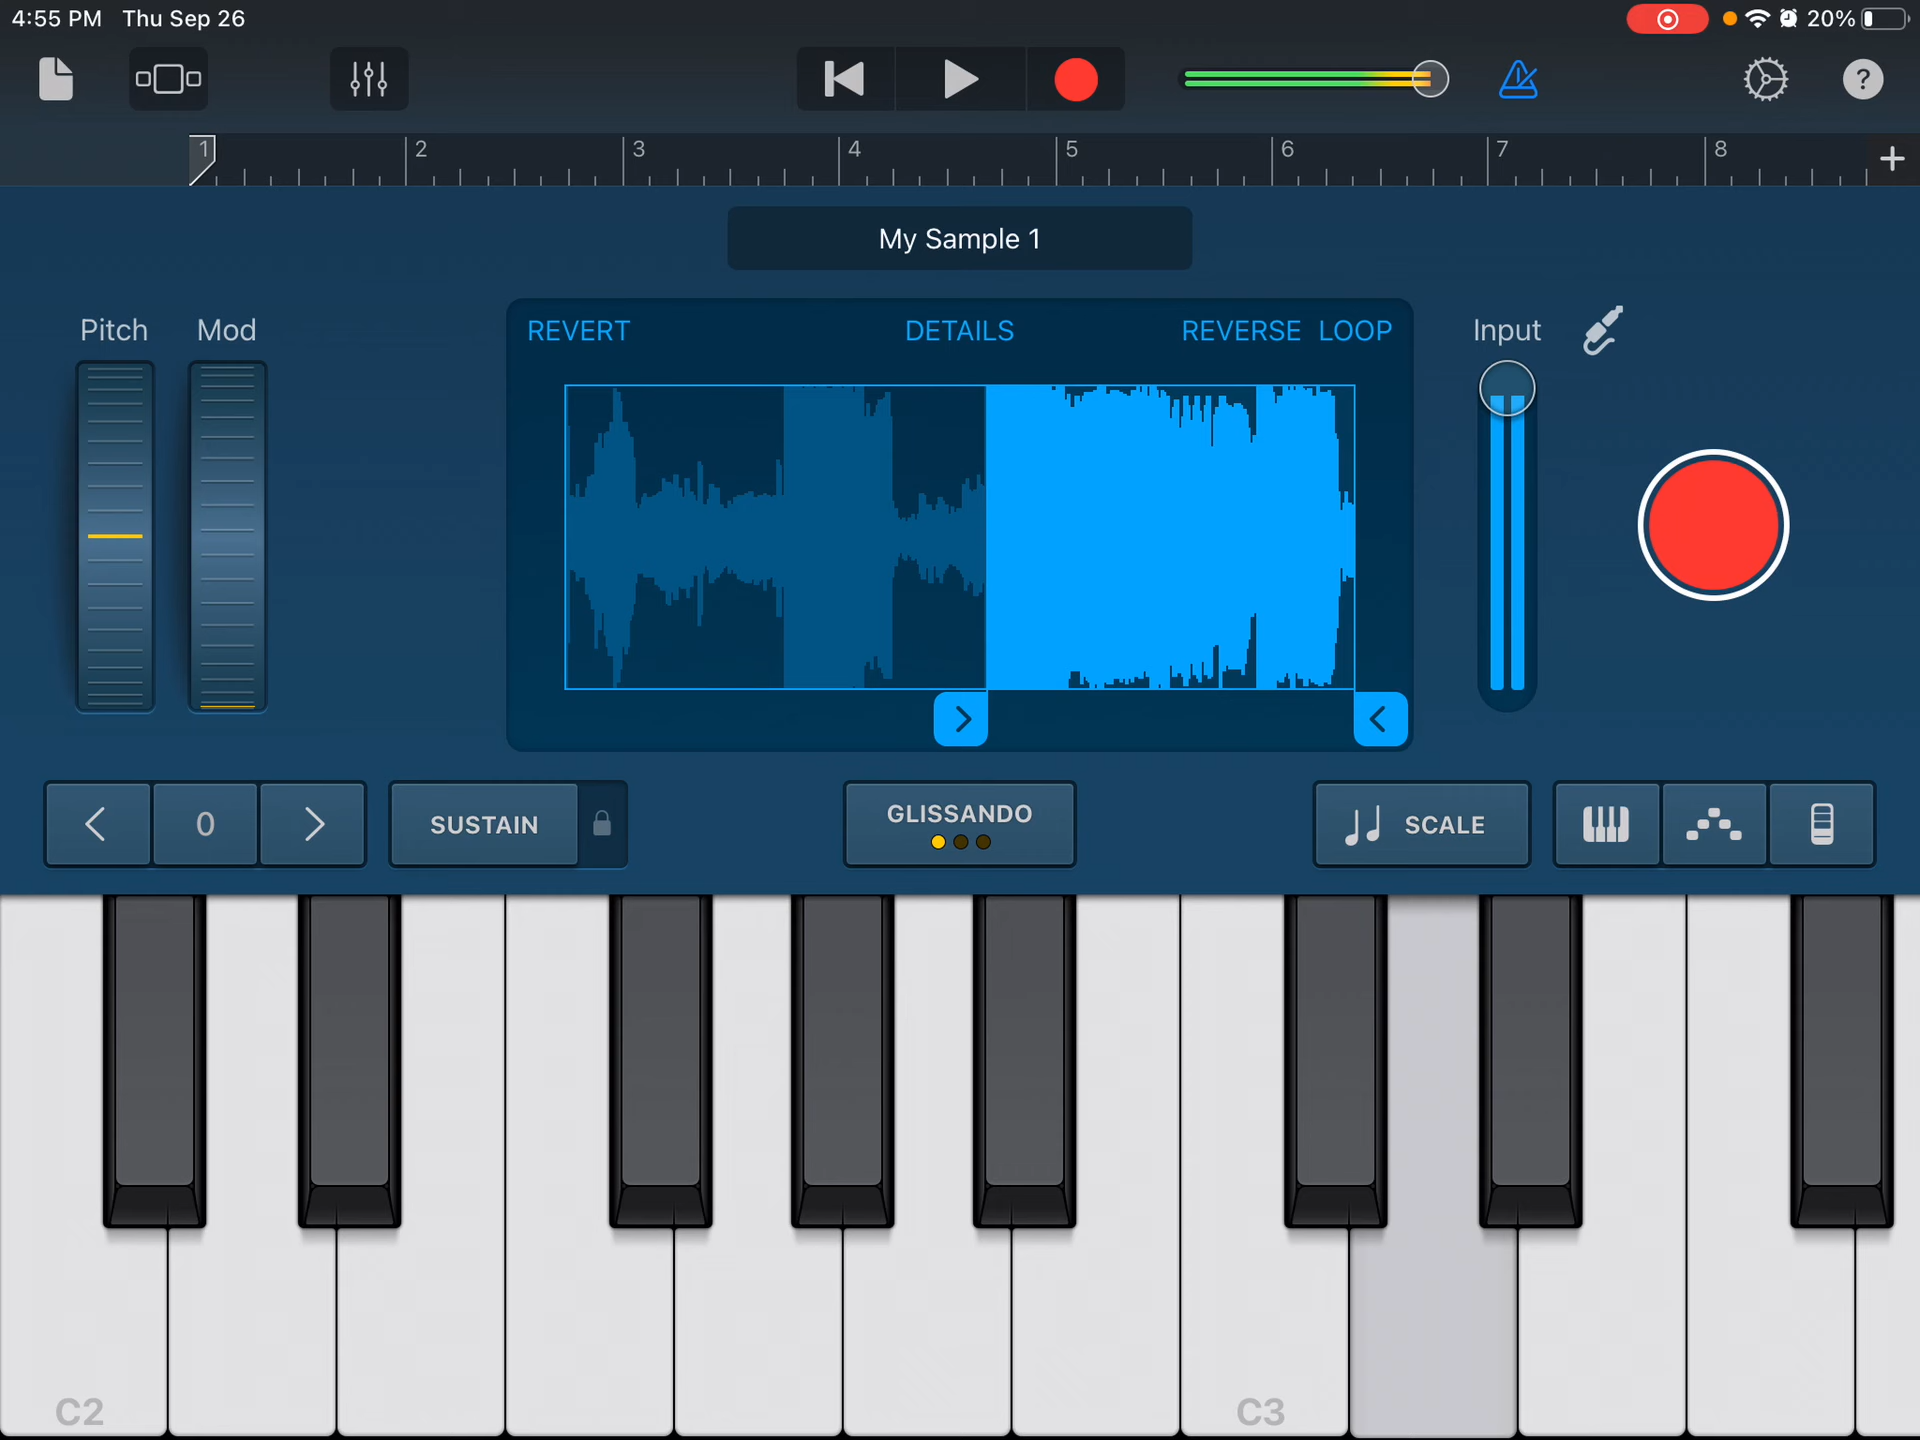 4:55 PM Thu Sep 26
20%
1 2 3 4 5 6 7 8
My Sample 1
Pitch Mod
REVERT DETAILS REVERSE LOOP
Input
0
SUSTAIN
GLISSANDO
SCALE
C2 C3